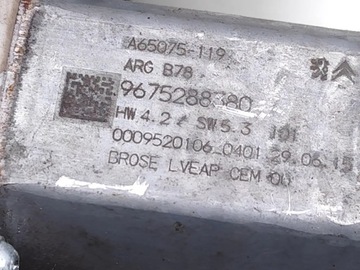 A65075-119
ARG B78
9675288380
HW 4.2 / SW 5.3 101
0009520106 0401 29.06.15
BROSE LVEAP CEM